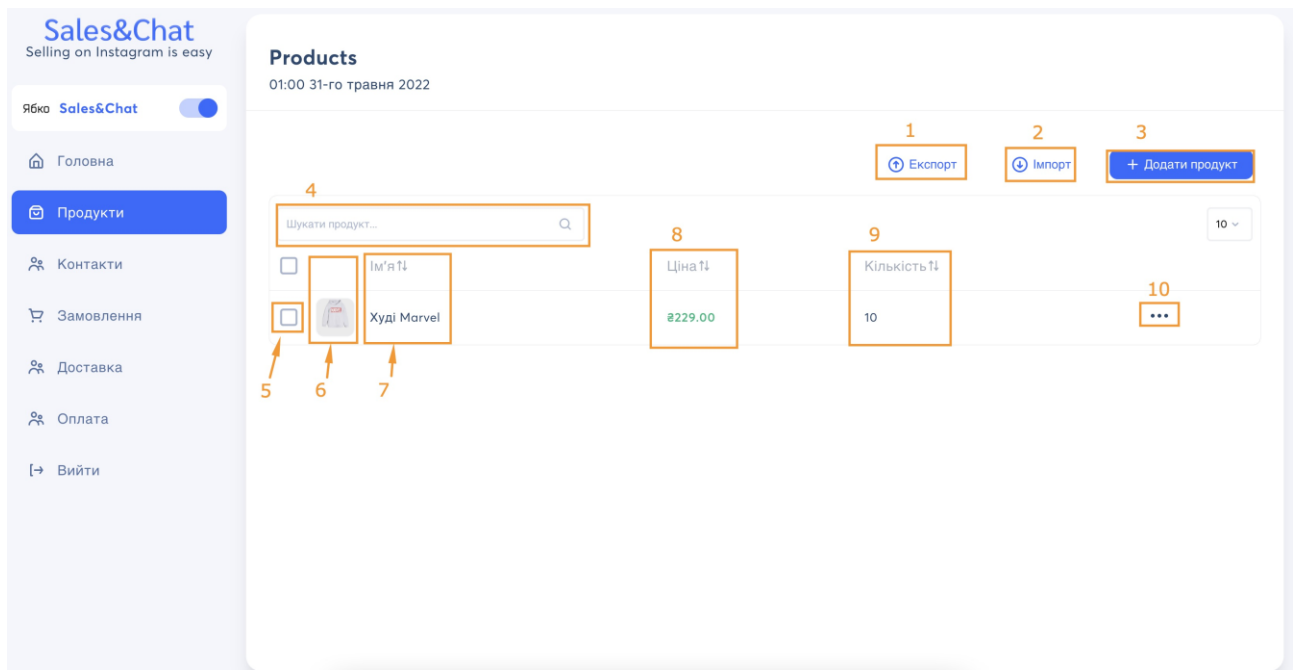 Sales&Chat
Selling on Instagram is easy
Ябко Sales&Chat
Головна
Продукти
Контакти
Замовлення
Доставка
Оплата
Вийти
Products
01:00 31-го травня 2022
1 2 3
Експорт Імпорт + Додати продукт
4
Шукати продукт...
10
8 9
Ім'я Ціна Кількість
10
Худі Marvel ₴229.00 10 •••
5 6 7